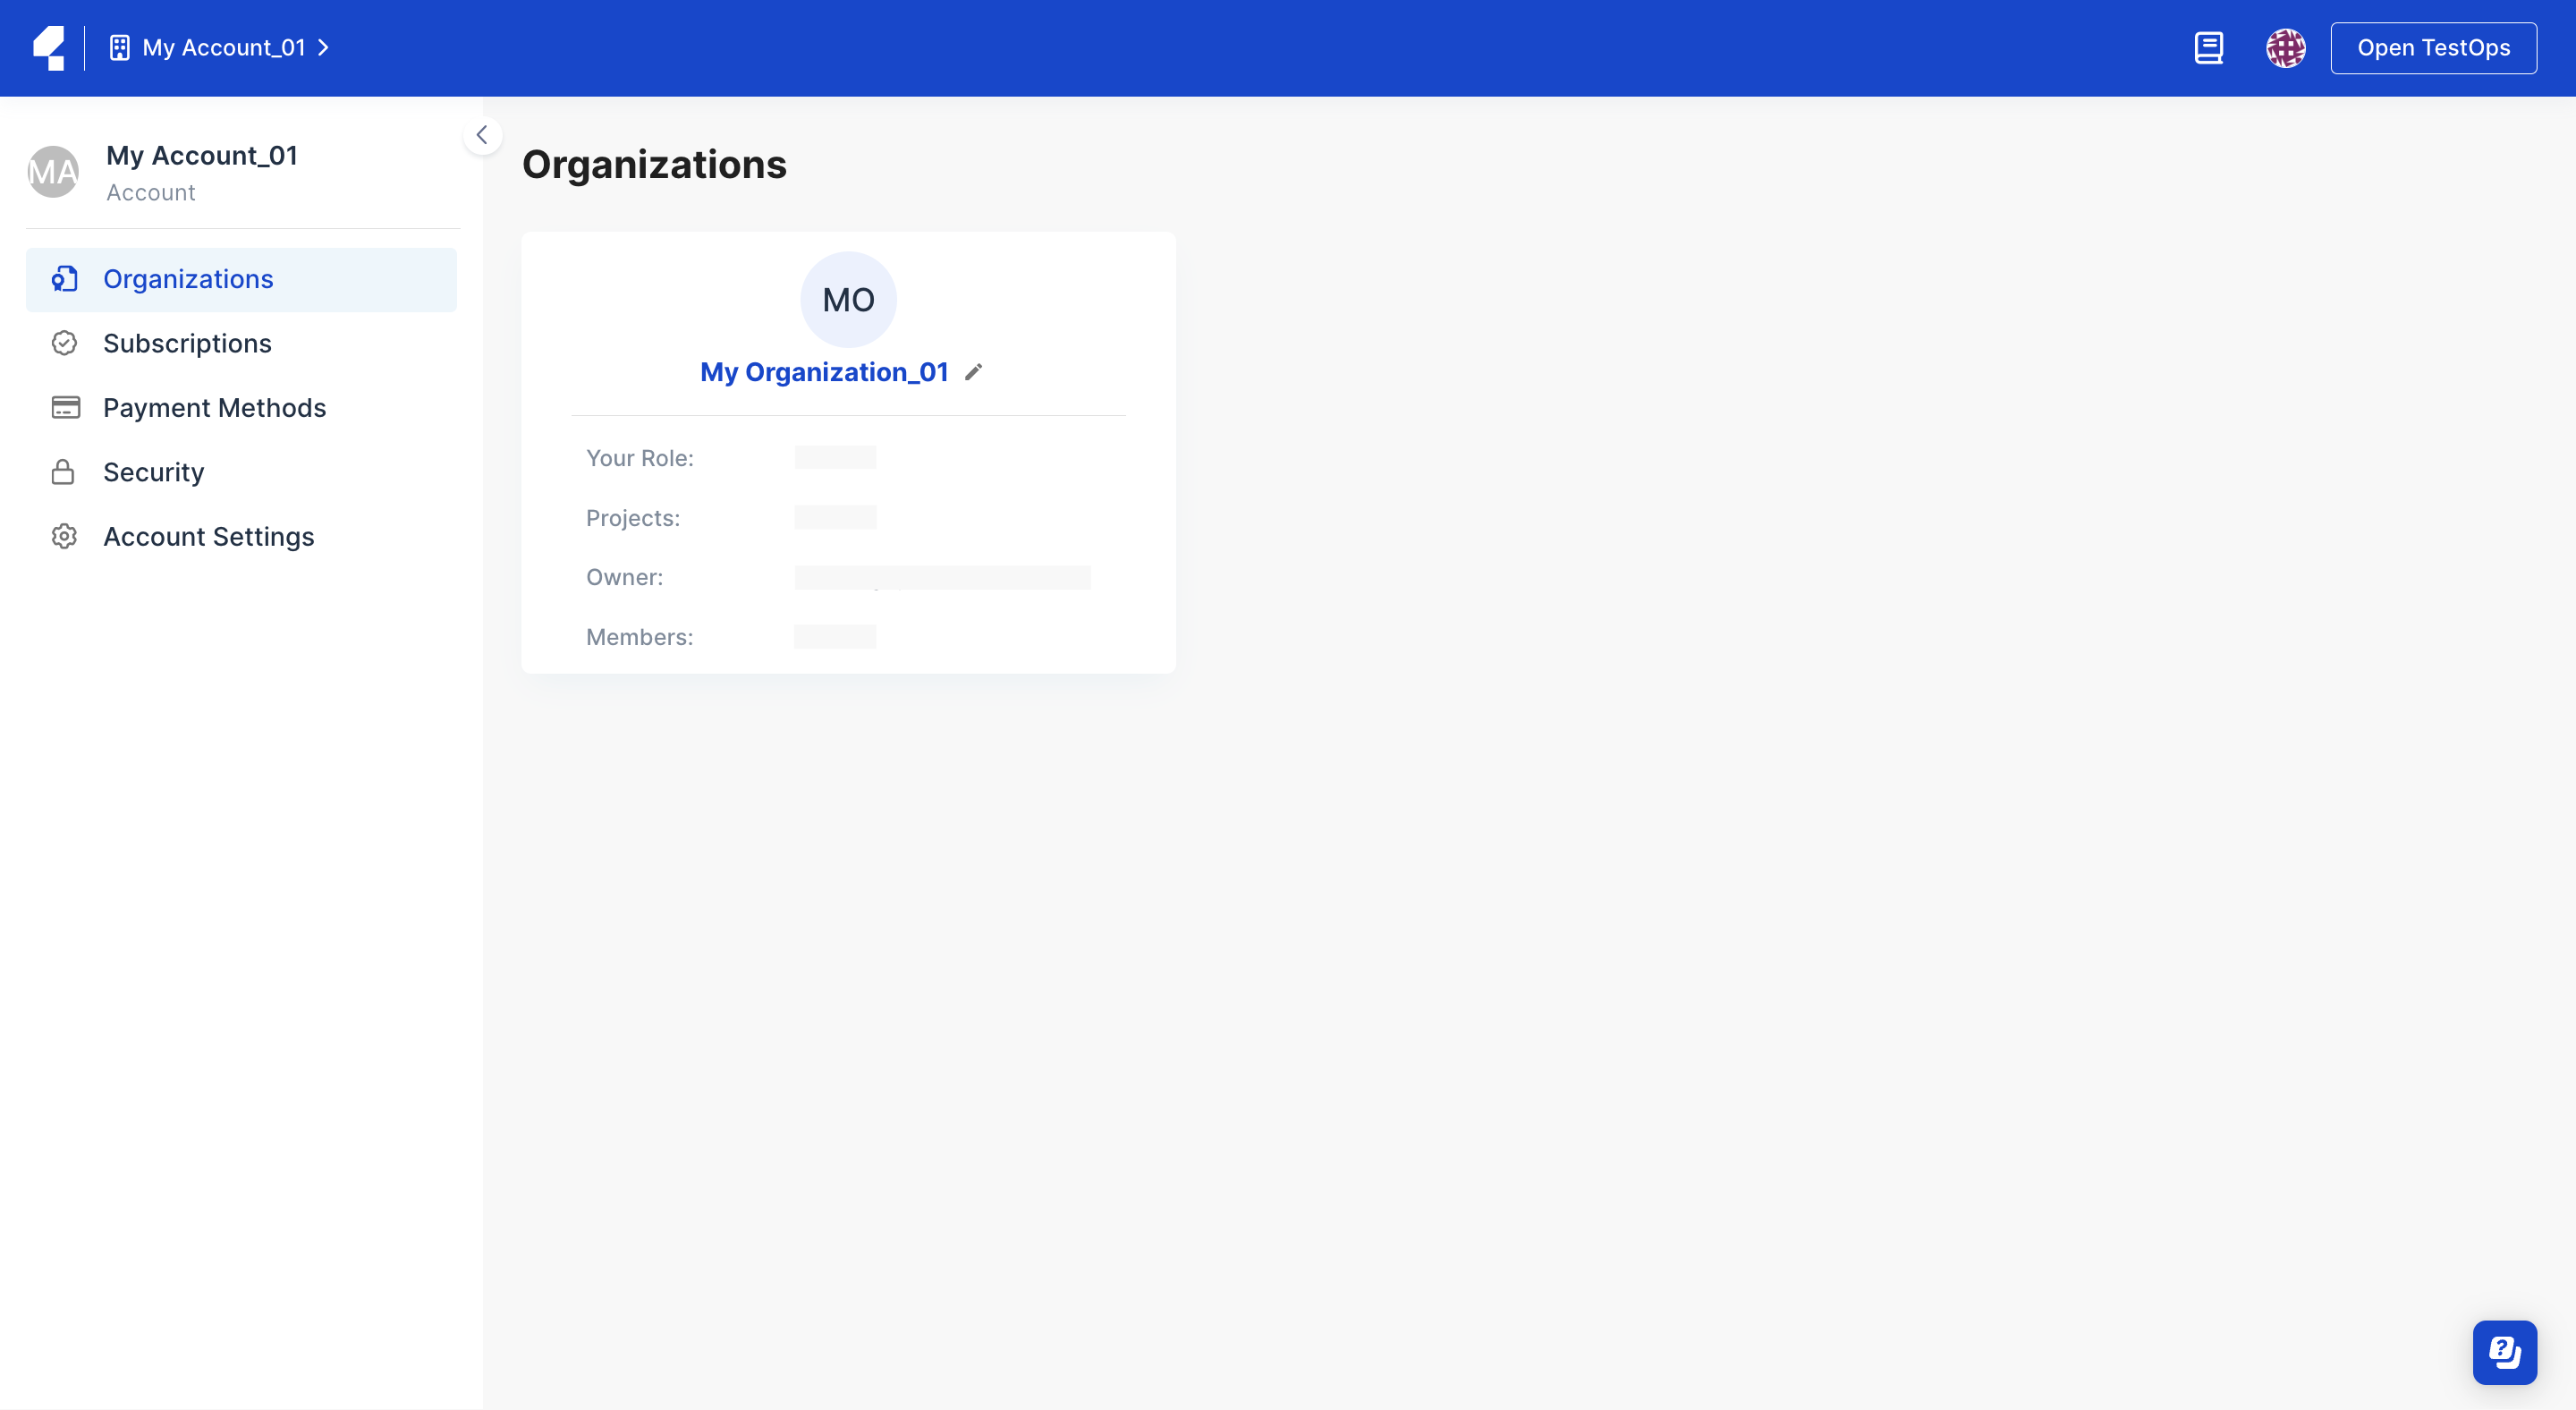 My Account_01
Open TestOps
MA
My Account_01
Account
Organizations
Subscriptions
Payment Methods
Security
Account Settings
Organizations
MO
My Organization_01
Your Role:
Projects:
Owner:
Members:
?